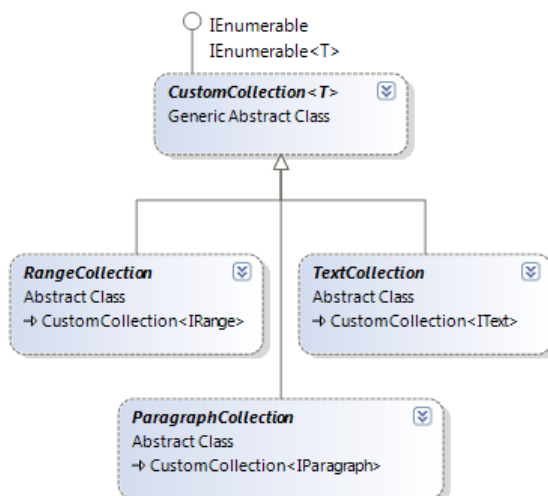 IEnumerable
IEnumerable<T>
CustomCollection<T>
Generic Abstract Class
RangeCollection
Abstract Class
→ CustomCollection<IRange>
TextCollection
Abstract Class
→ CustomCollection<IText>
ParagraphCollection
Abstract Class
→ CustomCollection<IParagraph>